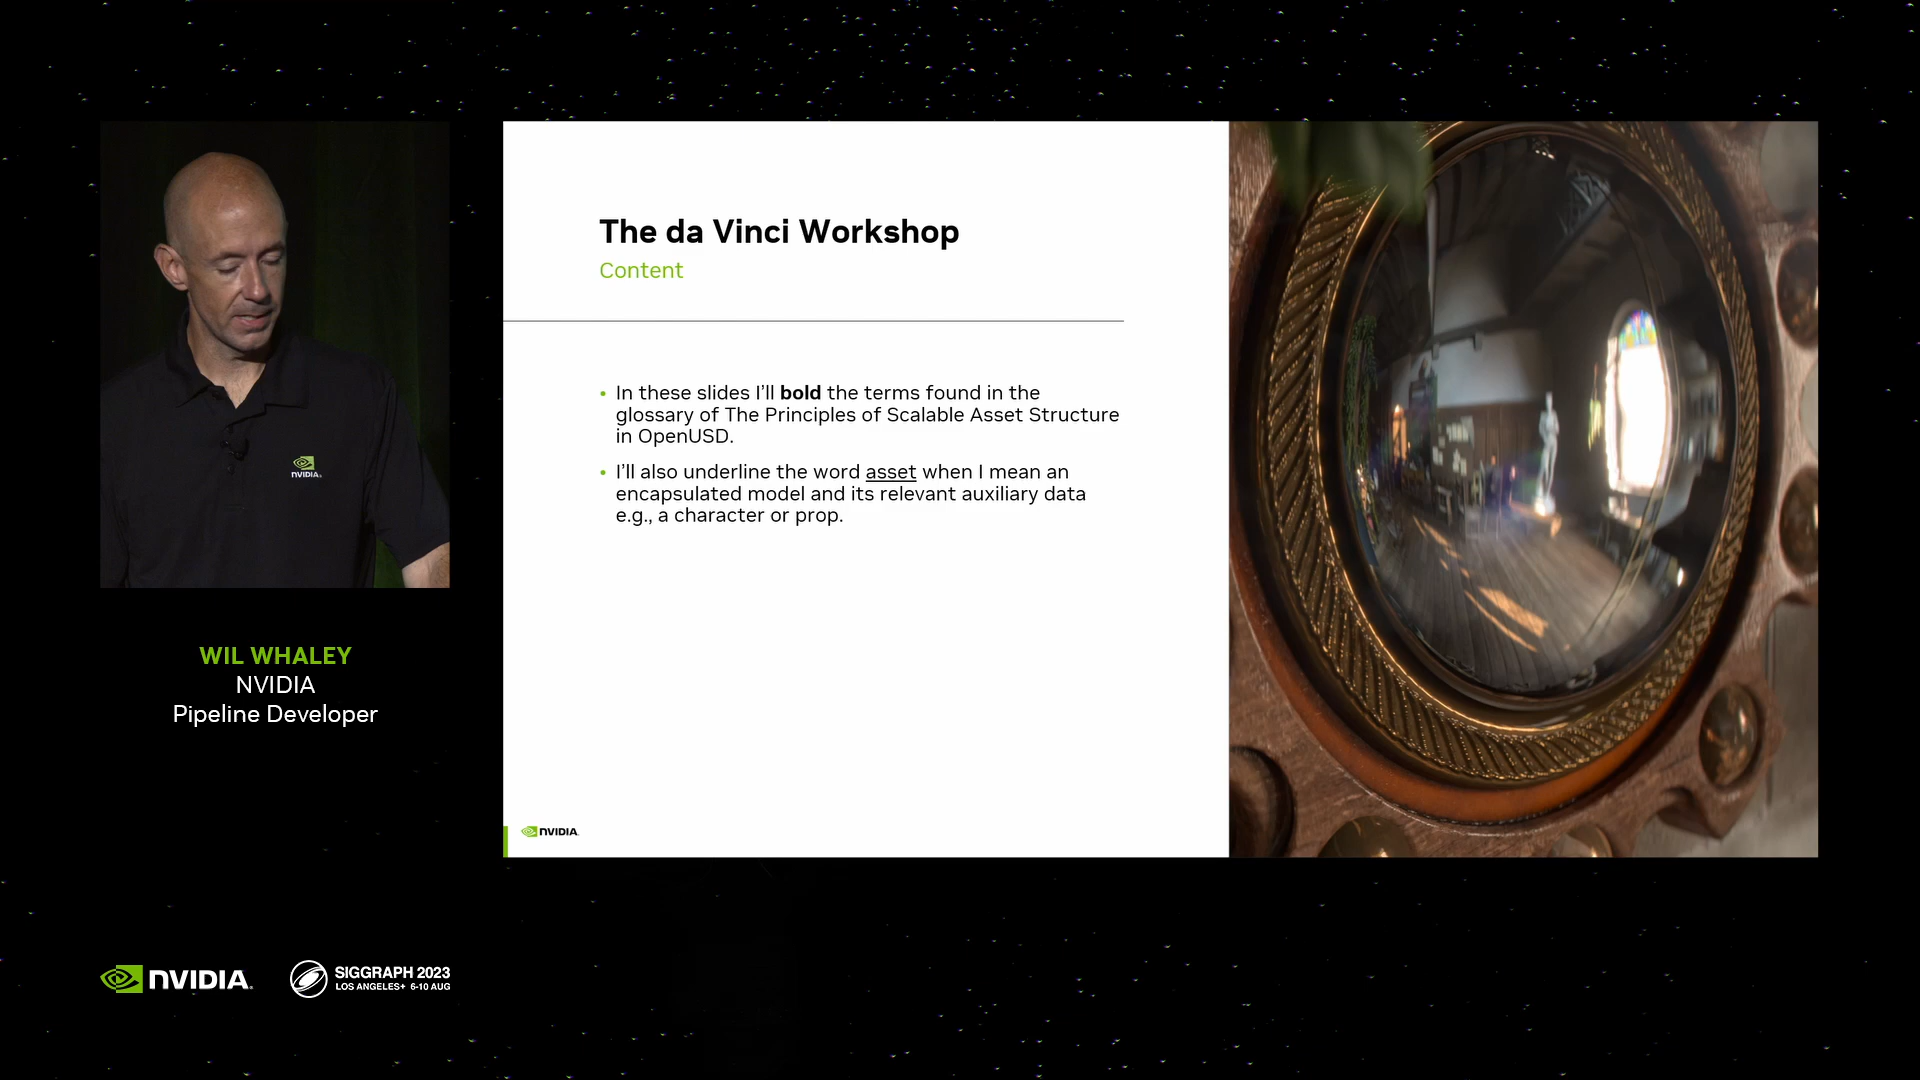 The da Vinci Workshop
Content
• In these slides I'll bold the terms found in the
glossary of The Principles of Scalable Asset Structure
in OpenUSD.
• I'll also underline the word asset when I mean an
encapsulated model and its relevant auxiliary data
e.g., a character or prop.
NVIDIA.
NVIDIA.
WIL WHALEY
NVIDIA
Pipeline Developer
NVIDIA.
SIGGRAPH 2023
LOS ANGELES+ 6-10 AUG